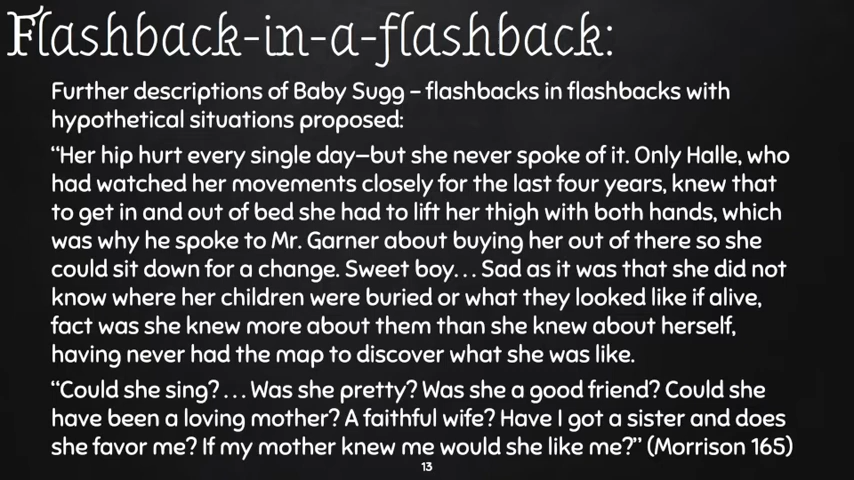 Flashback-in-a-flashback:
Further descriptions of Baby Sugg – flashbacks in flashbacks with
hypothetical situations proposed:
“Her hip hurt every single day—but she never spoke of it. Only Halle, who
had watched her movements closely for the last four years, knew that
to get in and out of bed she had to lift her thigh with both hands, which
was why he spoke to Mr. Garner about buying her out of there so she
could sit down for a change. Sweet boy... Sad as it was that she did not
know where her children were buried or what they looked like if alive,
fact was she knew more about them than she knew about herself,
having never had the map to discover what she was like.
“Could she sing? ... Was she pretty? Was she a good friend? Could she
have been a loving mother? A faithful wife? Have I got a sister and does
she favor me? If my mother knew me would she like me?” (Morrison 165)
13